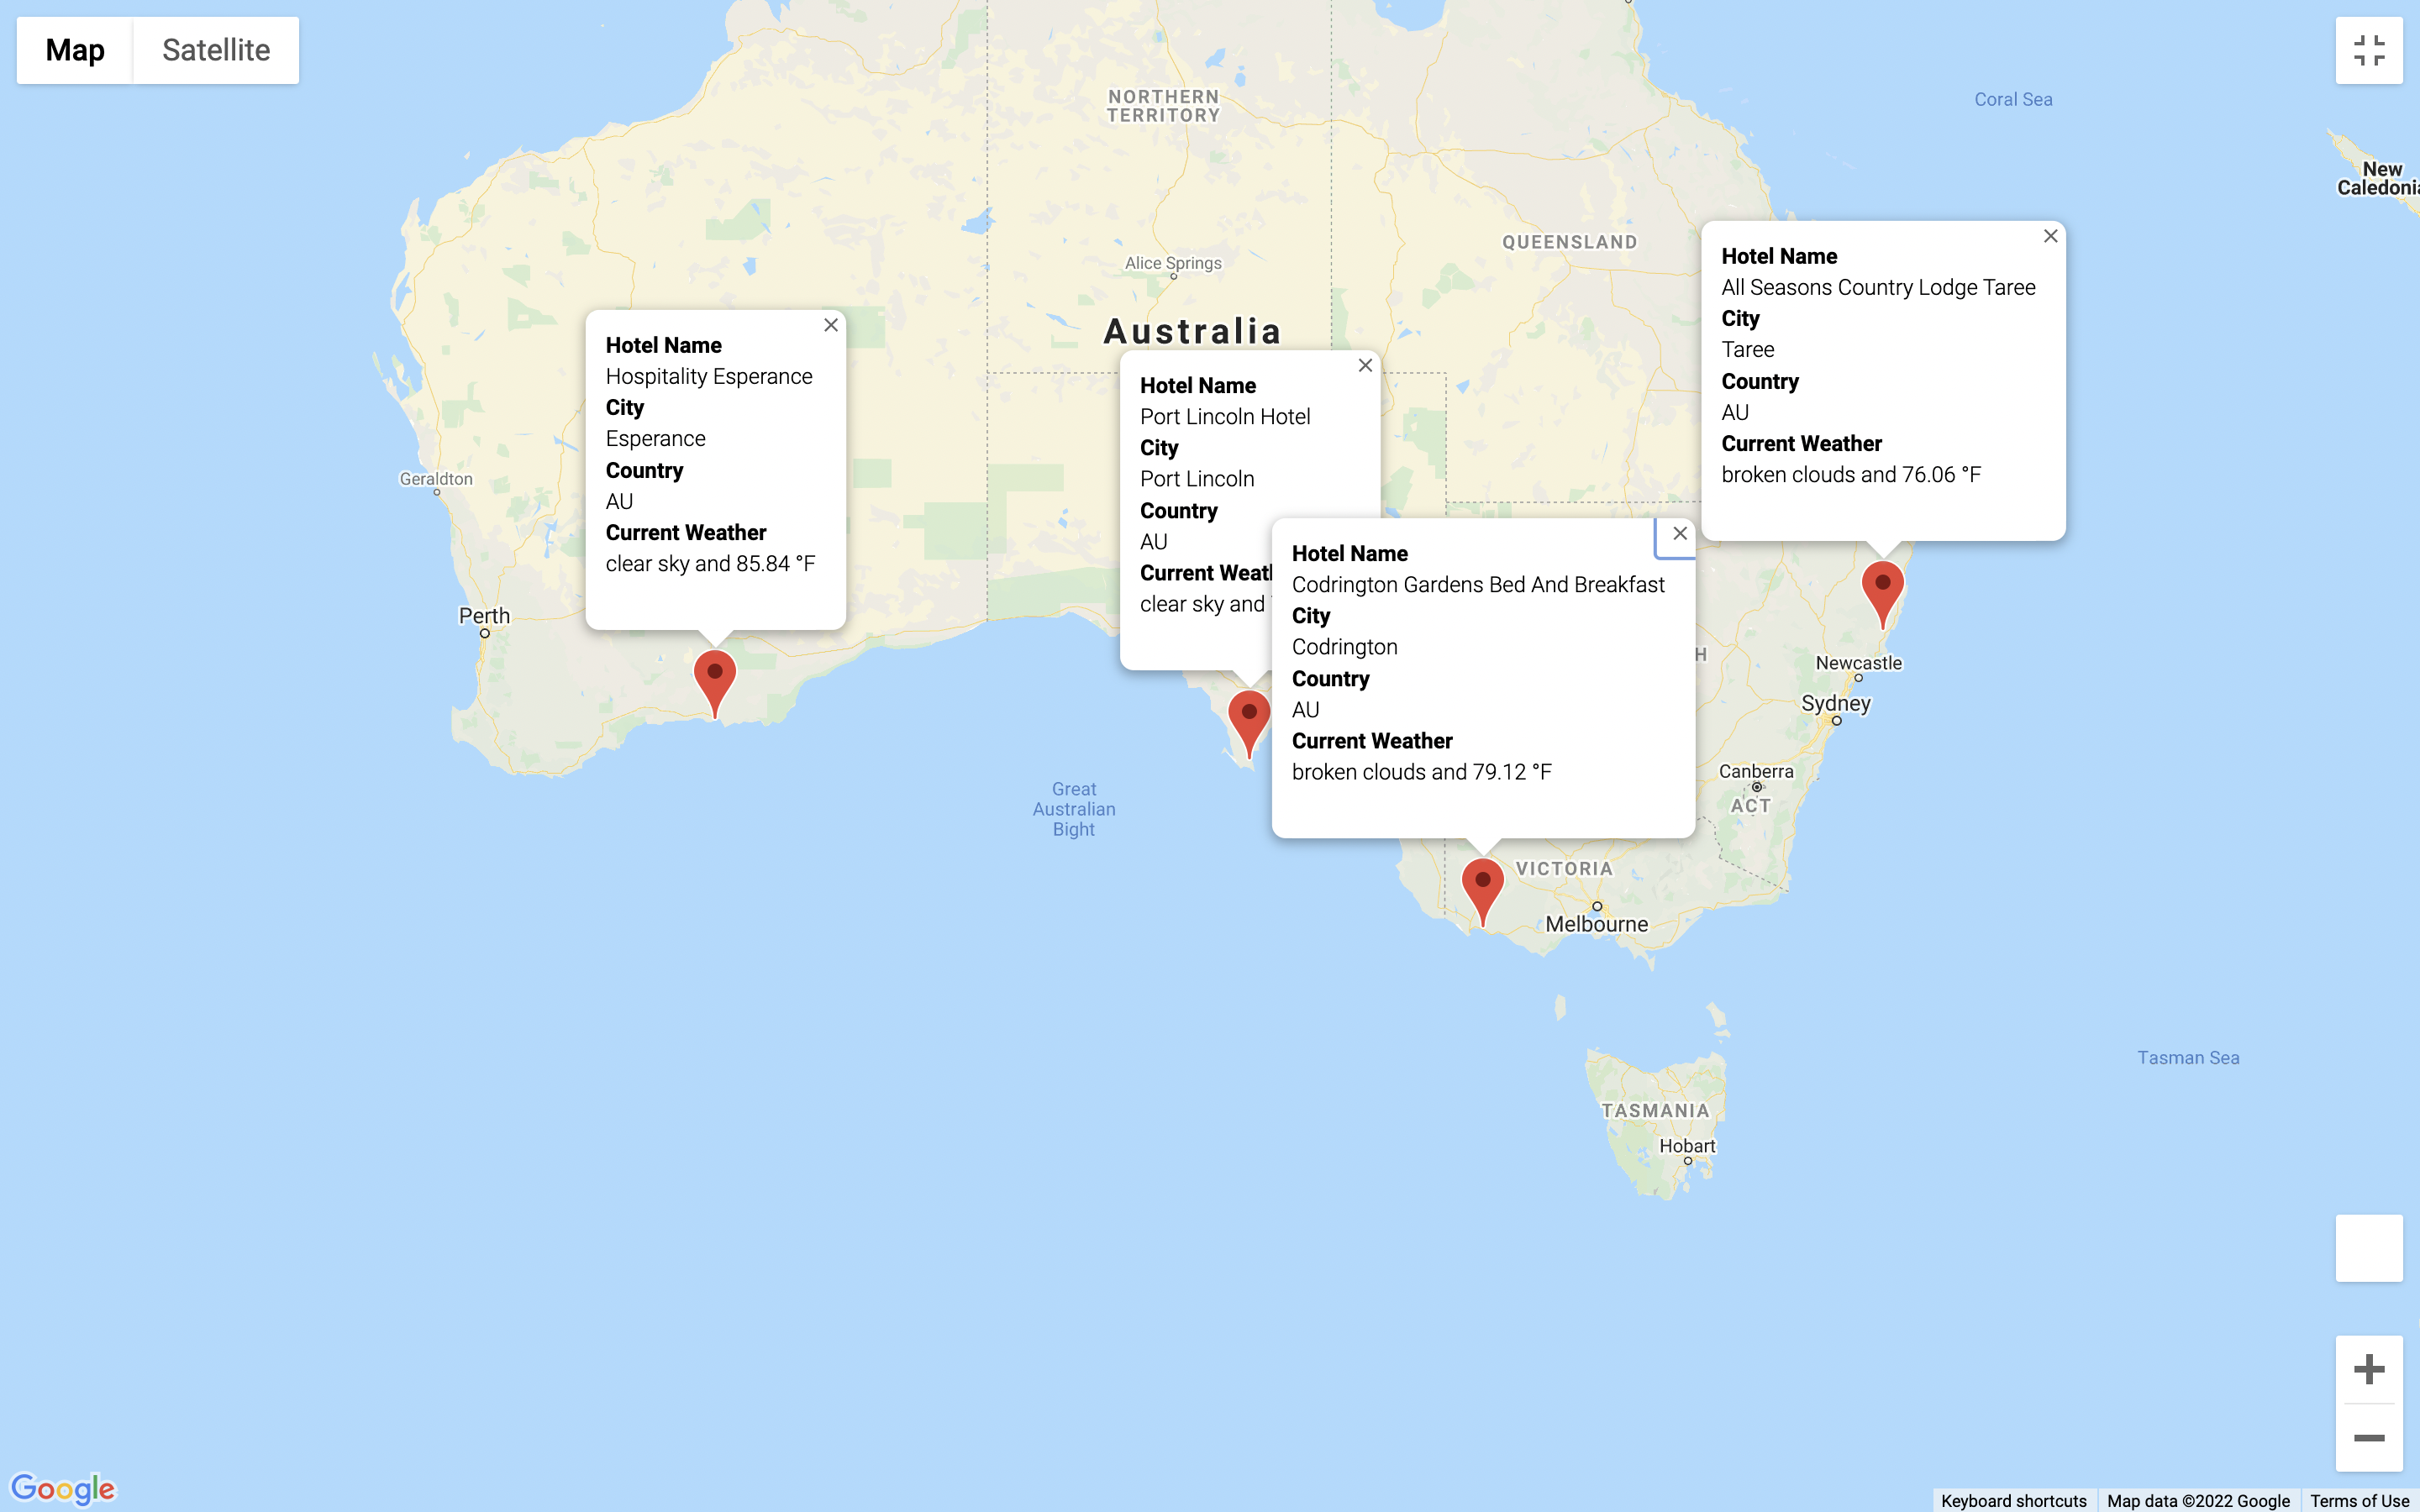 Map
Satellite
NORTHERN
TERRITORY
Coral Sea
New
QUEENSLAND
Alice Springs
Australia
Geraldton
Perth
Hotel Name
Hospitality Esperance
City
Esperance
Country
AU
Current Weather
clear sky and 85.84 °F
Hotel Name
Port Lincoln Hotel
City
Port Lincoln
Country
AU
Current
clear sky and
Hotel Name
Codrington Gardens Bed And Breakfast
City
Codrington
Country
AU
Current Weather
broken clouds and 79.12 °F
Hotel Name
All Seasons Country Lodge Taree
City
Taree
Country
AU
Current Weather
broken clouds and 76.06 °F
Newcastle
Sydney
Canberra
ACT
Great
Australian
Bight
VICTORIA
Melbourne
Tasman Sea
TASMANIA
Hobart
Google
Keyboard shortcuts
Map data ©2022 Google
Terms of Use